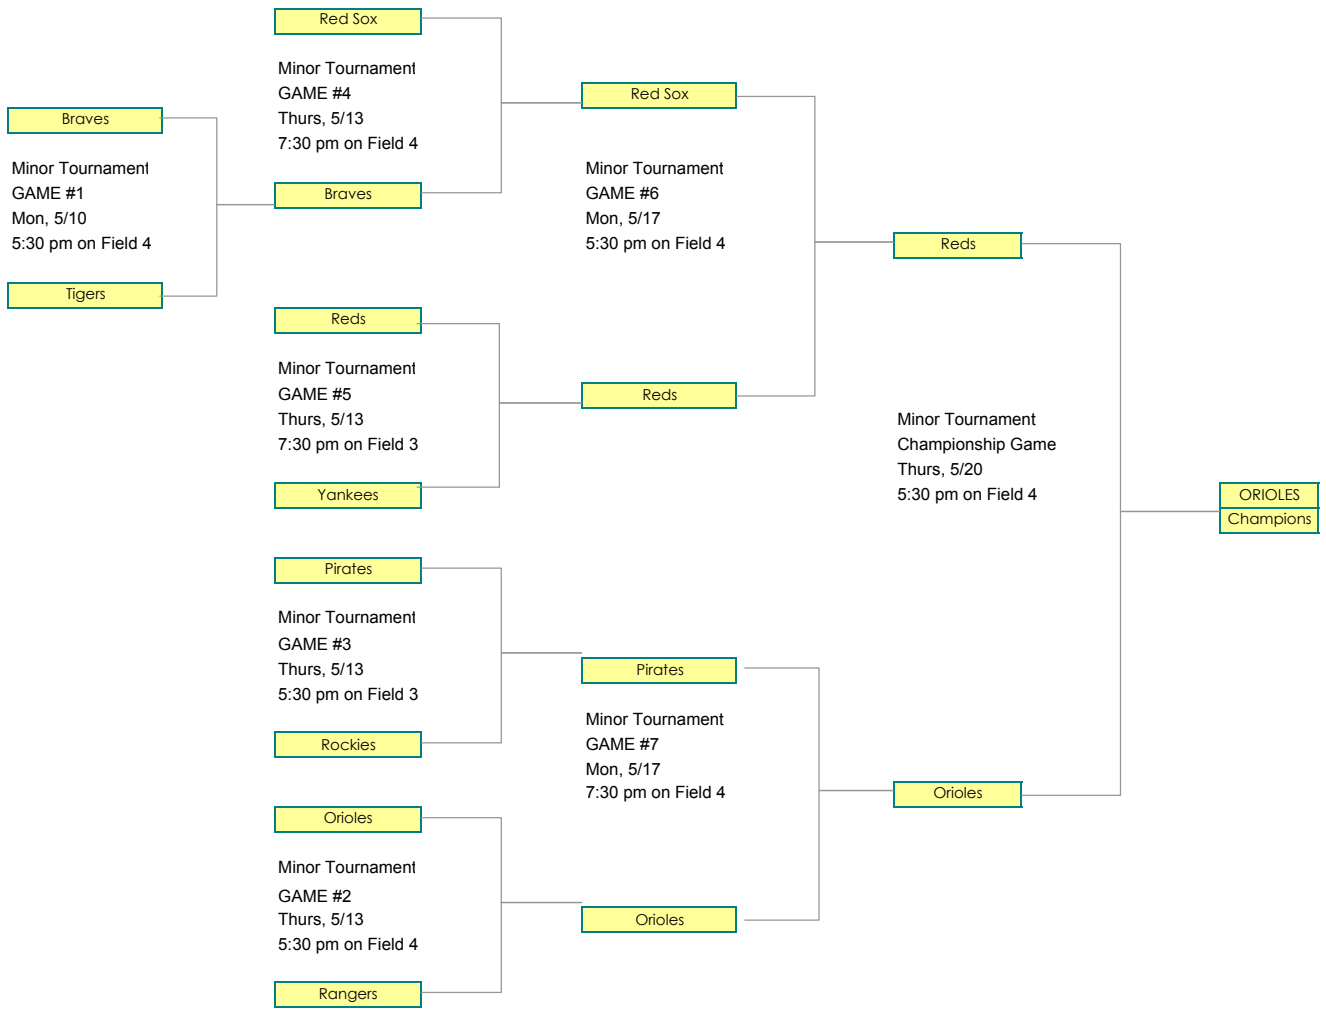 Braves
Minor Tournament
GAME #1
Mon, 5/10
5:30 pm on Field 4
Tigers
Red Sox
Minor Tournament
GAME #4
Thurs, 5/13
7:30 pm on Field 4
Braves
Reds
Minor Tournament
GAME #5
Thurs, 5/13
7:30 pm on Field 3
Yankees
Pirates
Minor Tournament
GAME #3
Thurs, 5/13
5:30 pm on Field 3
Rockies
Orioles
Minor Tournament
GAME #2
Thurs, 5/13
5:30 pm on Field 4
Rangers
Red Sox
Minor Tournament
GAME #6
Mon, 5/17
5:30 pm on Field 4
Reds
Pirates
Minor Tournament
GAME #7
Mon, 5/17
7:30 pm on Field 4
Orioles
Reds
Minor Tournament
Championship Game
Thurs, 5/20
5:30 pm on Field 4
Orioles
ORIOLES
Champions